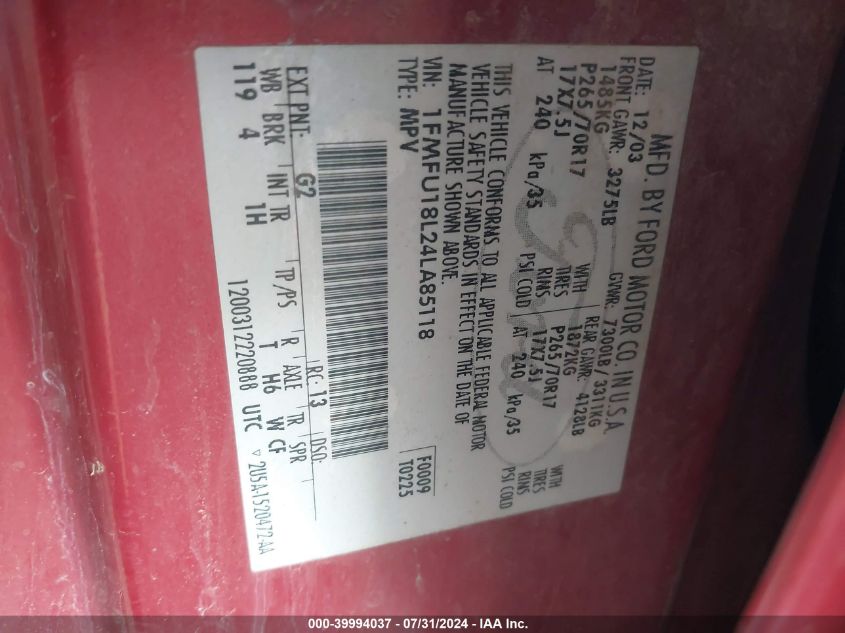 MFD. BY FORD MOTOR CO. IN U.S.A.
DATE: 12/03 GVWR: 7300LB/3311KG
FRONT GAWR: 3275LB REAR GAWR: 4128LB
1485KG WITH 1872KG WITH
P265/70R17 TIRES P265/70R17 TIRES
17X7.5J RIMS 17X7.5J RINS
AT 240 kPa/35 PSI COLD AT 240 kPa/35 PSI COLD
THIS VEHICLE CONFORMS TO ALL APPLICABLE FEDERAL MOTOR
VEHICLE SAFETY STANDARDS IN EFFECT ON THE DATE OF
MANUFACTURE SHOWN ABOVE.
VIN: 1FMFU18L24LA85118 F0009
TYPE: MPV T0225
EXT PNT: G2 RC: 13 DSO:
WB BRK INT TR TP/PS R AXLE TR SPR
119 4 1H T H6 W CF
1200312220888 UTC ▽2U5A-1520472-AA
000-39994037 - 07/31/2024 - IAA Inc.